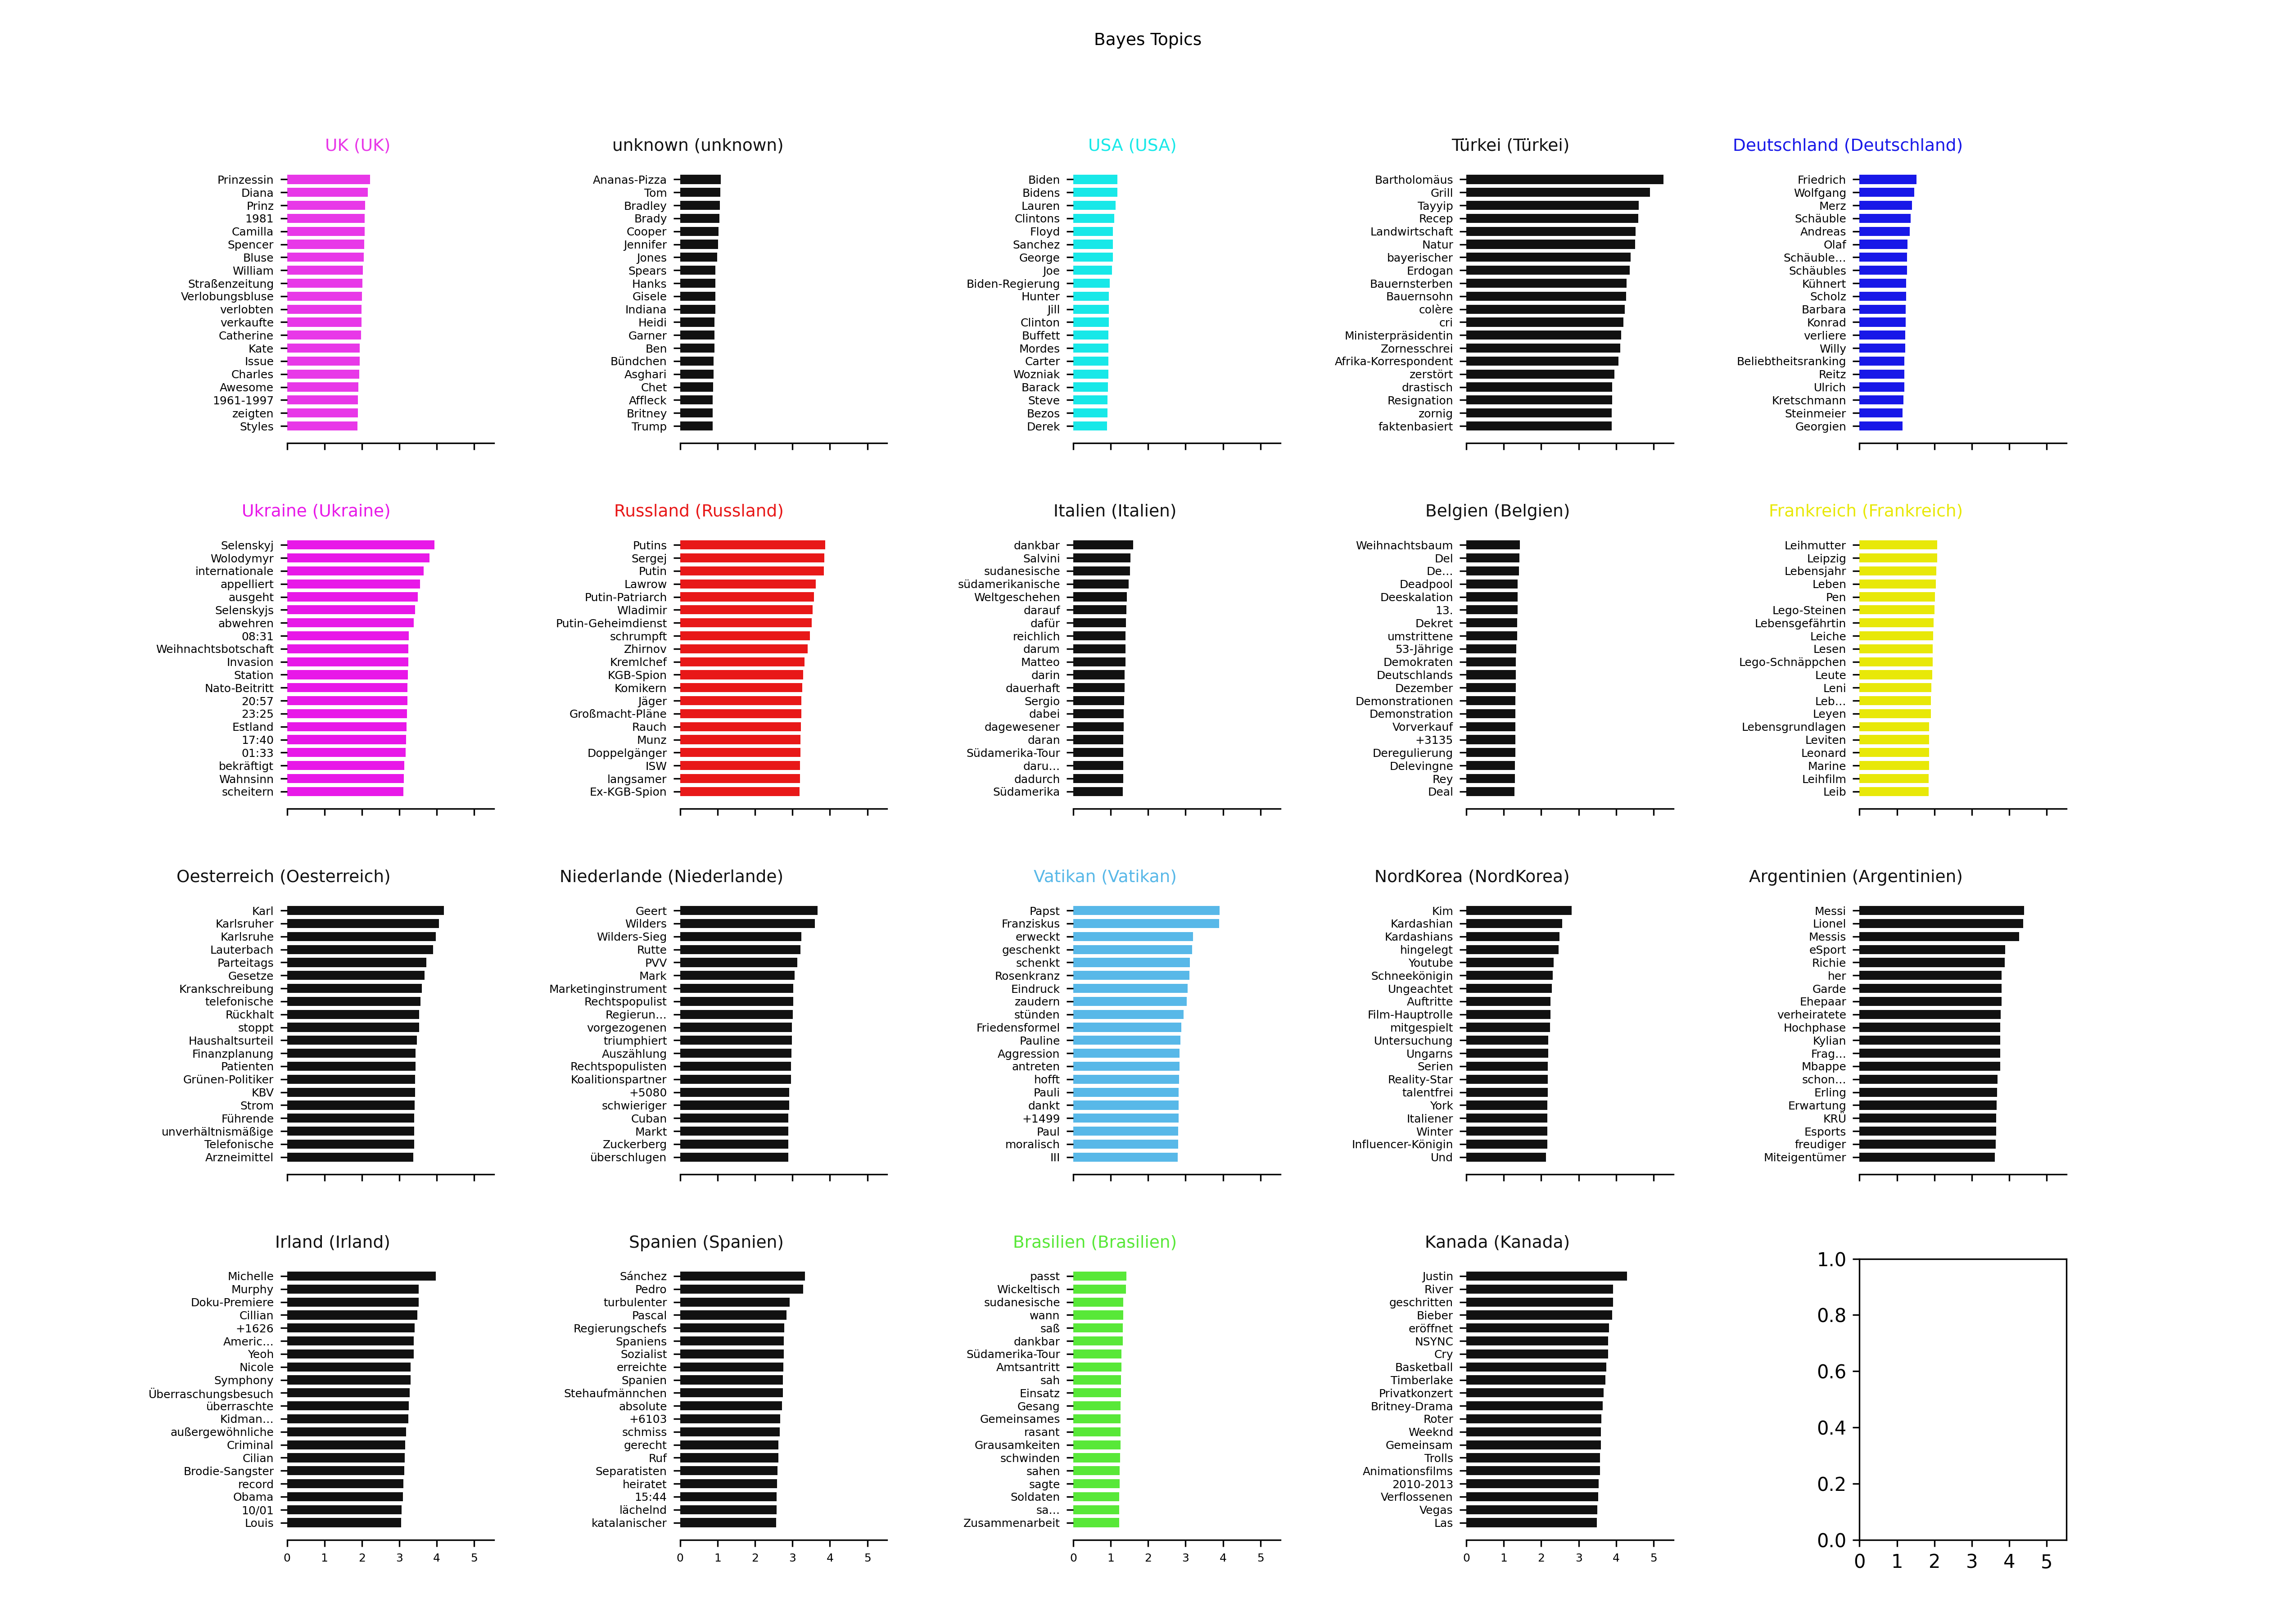 Bayes Topics
UK (UK)
Prinzessin
Diana
Prinz
1981
Camilla
Spencer
Bluse
William
Straßenzeitung
Verlobungsbluse
verlobten
verkaufte
Catherine
Kate
Issue
Charles
Awesome
1961-1997
zeigten
Styles
unknown (unknown)
Ananas-Pizza
Tom
Bradley
Brady
Cooper
Jennifer
Jones
Spears
Hanks
Gisele
Indiana
Heidi
Garner
Ben
Bündchen
Asghari
Chet
Affleck
Britney
Trump
USA (USA)
Biden
Bidens
Lauren
Clintons
Floyd
Sanchez
George
Joe
Biden-Regierung
Hunter
Jill
Clinton
Buffett
Mordes
Carter
Wozniak
Barack
Steve
Bezos
Derek
Türkei (Türkei)
Bartholomäus
Grill
Tayyip
Recep
Landwirtschaft
Natur
bayerischer
Erdogan
Bauernsterben
Bauernsohn
colère
cri
Ministerpräsidentin
Zornesschrei
Afrika-Korrespondent
zerstört
drastisch
Resignation
zornig
faktenbasiert
Deutschland (Deutschland)
Friedrich
Wolfgang
Merz
Schäuble
Andreas
Olaf
Schäuble…
Schäubles
Kühnert
Scholz
Barbara
Konrad
verliere
Willy
Beliebtheitsranking
Reitz
Ulrich
Kretschmann
Steinmeier
Georgien
Ukraine (Ukraine)
Selenskyj
Wolodymyr
internationale
appelliert
ausgeht
Selenskyjs
abwehren
08:31
Weihnachtsbotschaft
Invasion
Station
Nato-Beitritt
20:57
23:25
Estland
17:40
01:33
bekräftigt
Wahnsinn
scheitern
Russland (Russland)
Putins
Sergej
Putin
Lawrow
Putin-Patriarch
Wladimir
Putin-Geheimdienst
schrumpft
Zhirnov
Kremlchef
KGB-Spion
Komikern
Jäger
Großmacht-Pläne
Rauch
Munz
Doppelgänger
ISW
langsamer
Ex-KGB-Spion
Italien (Italien)
dankbar
Salvini
sudanesische
südamerikanische
Weltgeschehen
darauf
dafür
reichlich
darum
Matteo
darin
dauerhaft
Sergio
dabei
dagewesener
daran
Südamerika-Tour
daru…
dadurch
Südamerika
Belgien (Belgien)
Weihnachtsbaum
Del
De…
Deadpool
Deeskalation
13.
Dekret
umstrittene
53-Jährige
Demokraten
Deutschlands
Dezember
Demonstrationen
Demonstration
Vorverkauf
+3135
Deregulierung
Delevingne
Rey
Deal
Frankreich (Frankreich)
Leihmutter
Leipzig
Lebensjahr
Leben
Pen
Lego-Steinen
Lebensgefährtin
Leiche
Lesen
Lego-Schnäppchen
Leute
Leni
Leb…
Leyen
Lebensgrundlagen
Leviten
Leonard
Marine
Leihfilm
Leib
Oesterreich (Oesterreich)
Karl
Karlsruher
Karlsruhe
Lauterbach
Parteitags
Gesetze
Krankschreibung
telefonische
Rückhalt
stoppt
Haushaltsurteil
Finanzplanung
Patienten
Grünen-Politiker
KBV
Strom
Führende
unverhältnismäßige
Telefonische
Arzneimittel
Niederlande (Niederlande)
Geert
Wilders
Wilders-Sieg
Rutte
PVV
Mark
Marketinginstrument
Rechtspopulist
Regierun…
vorgezogenen
triumphiert
Auszählung
Rechtspopulisten
Koalitionspartner
+5080
schwieriger
Cuban
Markt
Zuckerberg
überschlugen
Vatikan (Vatikan)
Papst
Franziskus
erweckt
geschenkt
schenkt
Rosenkranz
Eindruck
zaudern
stünden
Friedensformel
Pauline
Aggression
antreten
hofft
Pauli
dankt
+1499
Paul
moralisch
III
NordKorea (NordKorea)
Kim
Kardashian
Kardashians
hingelegt
Youtube
Schneekönigin
Ungeachtet
Auftritte
Film-Hauptrolle
mitgespielt
Untersuchung
Ungarns
Serien
Reality-Star
talentfrei
York
Italiener
Winter
Influencer-Königin
Und
Argentinien (Argentinien)
Messi
Lionel
Messis
eSport
Richie
her
Garde
Ehepaar
verheiratete
Hochphase
Kylian
Frag…
Mbappe
schon…
Erling
Erwartung
KRÜ
Esports
freudiger
Miteigentümer
Irland (Irland)
Michelle
Murphy
Doku-Premiere
Cillian
+1626
Americ…
Yeoh
Nicole
Symphony
Überraschungsbesuch
überraschte
Kidman…
außergewöhnliche
Criminal
Cilian
Brodie-Sangster
record
Obama
10/01
Louis
0 1 2 3 4 5
Spanien (Spanien)
Sánchez
Pedro
turbulenter
Pascal
Regierungschefs
Spaniens
Sozialist
erreichte
Spanien
Stehaufmännchen
absolute
+6103
schmiss
gerecht
Ruf
Separatisten
heiratet
15:44
lächelnd
katalanischer
0 1 2 3 4 5
Brasilien (Brasilien)
passt
Wickeltisch
sudanesische
wann
saß
dankbar
Südamerika-Tour
Amtsantritt
sah
Einsatz
Gesang
Gemeinsames
rasant
Grausamkeiten
schwinden
sahen
sagte
Soldaten
sa…
Zusammenarbeit
0 1 2 3 4 5
Kanada (Kanada)
Justin
River
geschritten
Bieber
eröffnet
NSYNC
Cry
Basketball
Timberlake
Privatkonzert
Britney-Drama
Roter
Weeknd
Gemeinsam
Trolls
Animationsfilms
2010-2013
Verflossenen
Vegas
Las
0 1 2 3 4 5
1.0
0.8
0.6
0.4
0.2
0.0
0 1 2 3 4 5